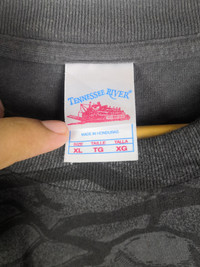 TENNESSEE RIVER®
MADE IN HONDURAS
SIZE TAILLE TALLA
XL TG XG